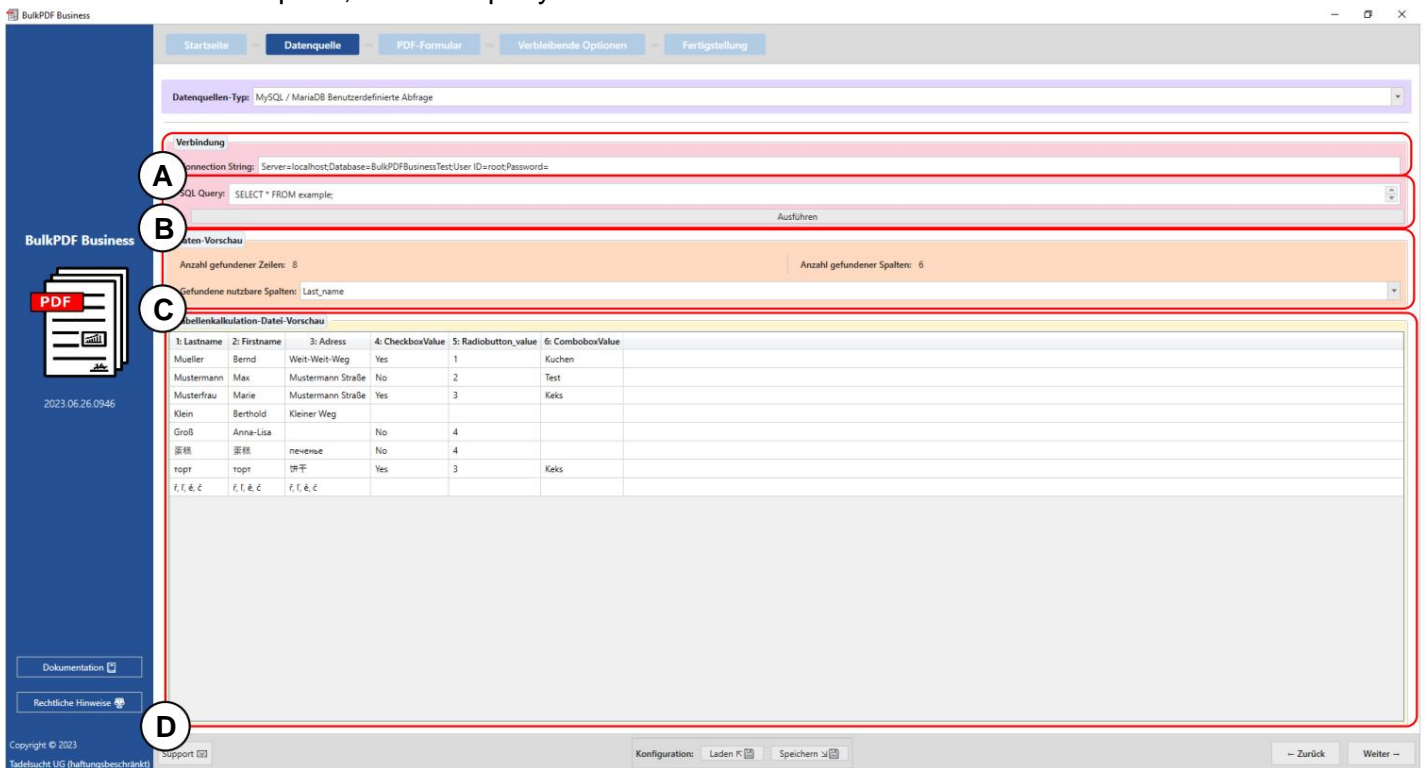 BulkPDF Business
Startseite
Datenquelle
PDF-Formular
Verbleibende Optionen
Fertigstellung
Datenquellen-Typ: MySQL / MariaDB Benutzerdefinierte Abfrage
Verbindung
onnection String: Server=localhost;Database=BulkPDFBusinessTest;User ID=root;Password=
A
SQL Query: SELECT * FROM example;
Ausführen
B
BulkPDF Business
PDF
2023.06.26.0946
aten-Vorschau
Anzahl gefundener Zeilen: 8 Anzahl gefundener Spalten: 6
Gefundene nutzbare Spalten: Last_name
C
abellenkalkulation-Datei-Vorschau
1: Lastname 2: Firstname 3: Adress 4: CheckboxValue 5: Radiobutton_value 6: ComboboxValue
Mueller Bernd Weit-Weit-Weg Yes 1 Kuchen
Mustermann Max Mustermann Straße No 2 Test
Musterfrau Marie Mustermann Straße Yes 3 Keks
Klein Berthold Kleiner Weg
Groß Anna-Lisa No 4
蛋糕 蛋糕 печенье No 4
торт торт 饼干 Yes 3 Keks
D
Dokumentation
Rechtliche Hinweise
Copyright © 2023
Tadelsucht UG (haftungsbeschränkt)
Support
Konfiguration: Laden Speichern
← Zurück Weiter →